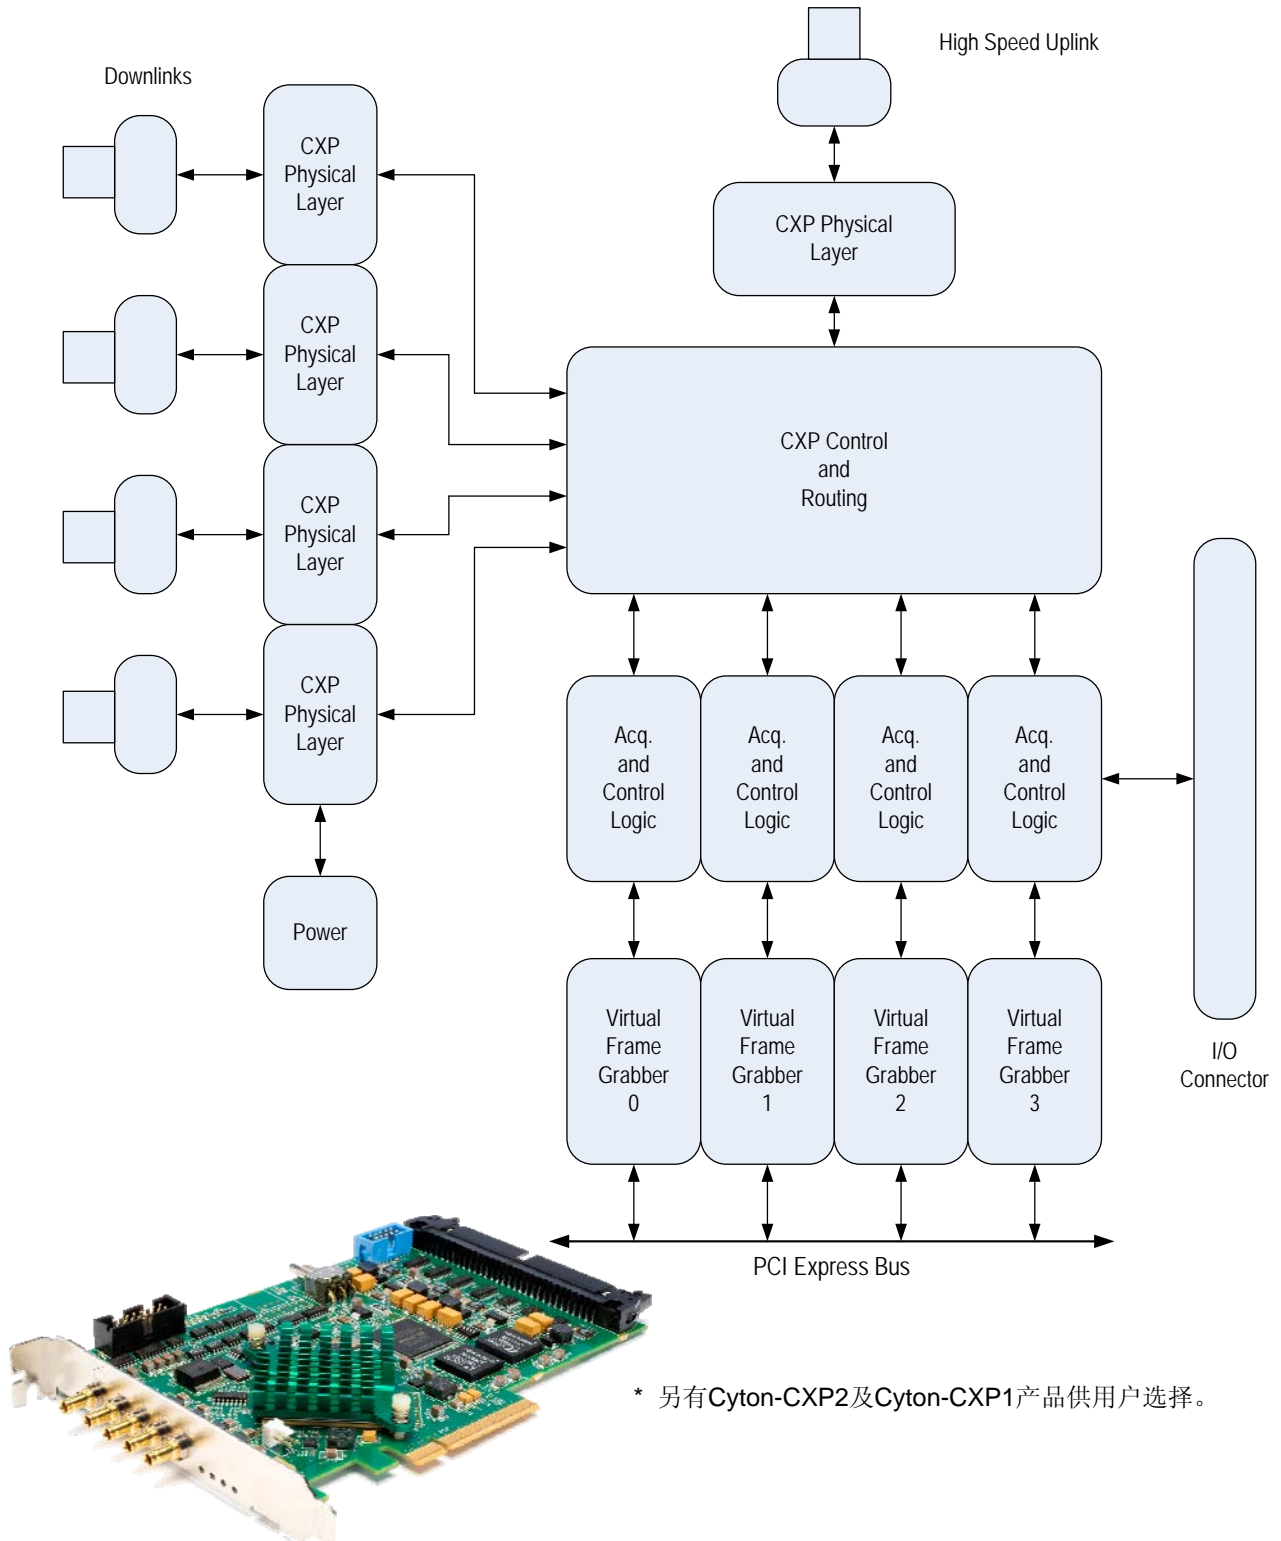 High Speed Uplink
Downlinks
CXP
Physical
Layer
CXP Physical
Layer
CXP
Physical
Layer
CXP Control
and
Routing
CXP
Physical
Layer
CXP
Physical
Layer
Acq.
and
Control
Logic
Acq.
and
Control
Logic
Acq.
and
Control
Logic
Acq.
and
Control
Logic
Power
Virtual
Frame
Grabber
0
Virtual
Frame
Grabber
1
Virtual
Frame
Grabber
2
Virtual
Frame
Grabber
3
I/O
Connector
PCI Express Bus
* 另有Cyton-CXP2及Cyton-CXP1产品供用户选择。